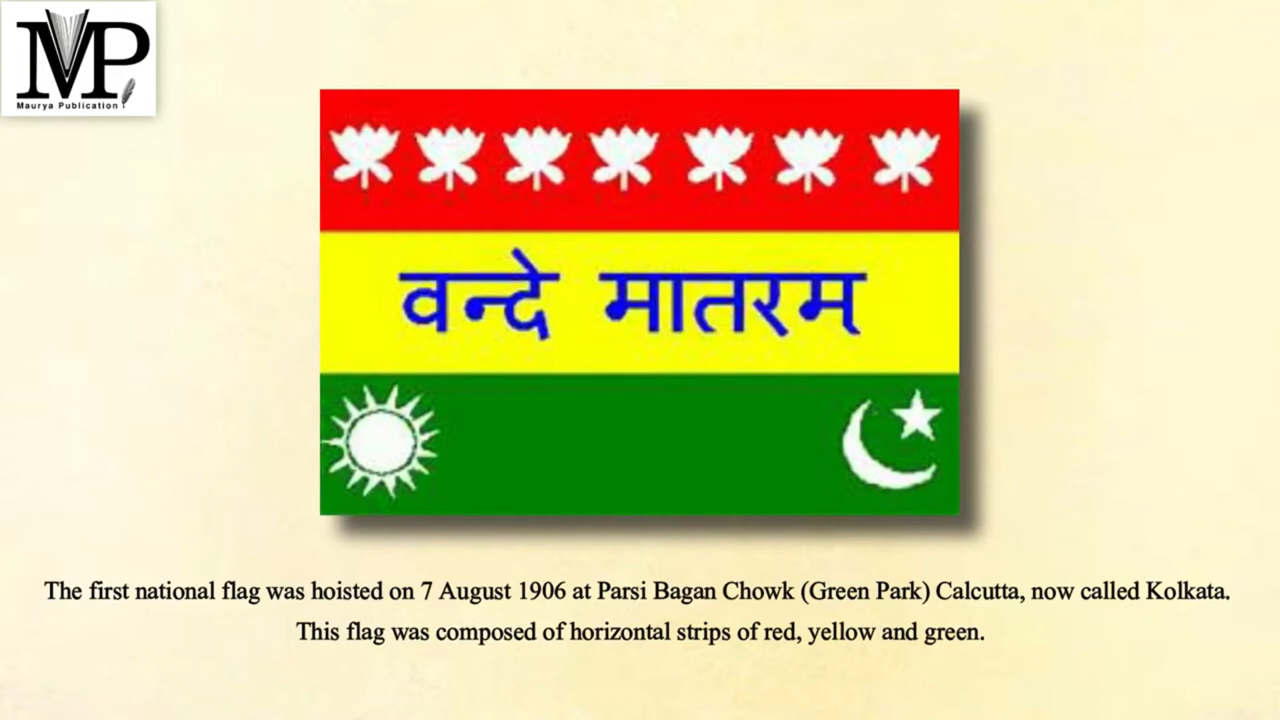 MP
Maurya Publication
वन्दे मातरम
The first national flag was hoisted on 7 August 1906 at Parsi Bagan Chowk (Green Park) Calcutta, now called Kolkata.
This flag was composed of horizontal strips of red, yellow and green.